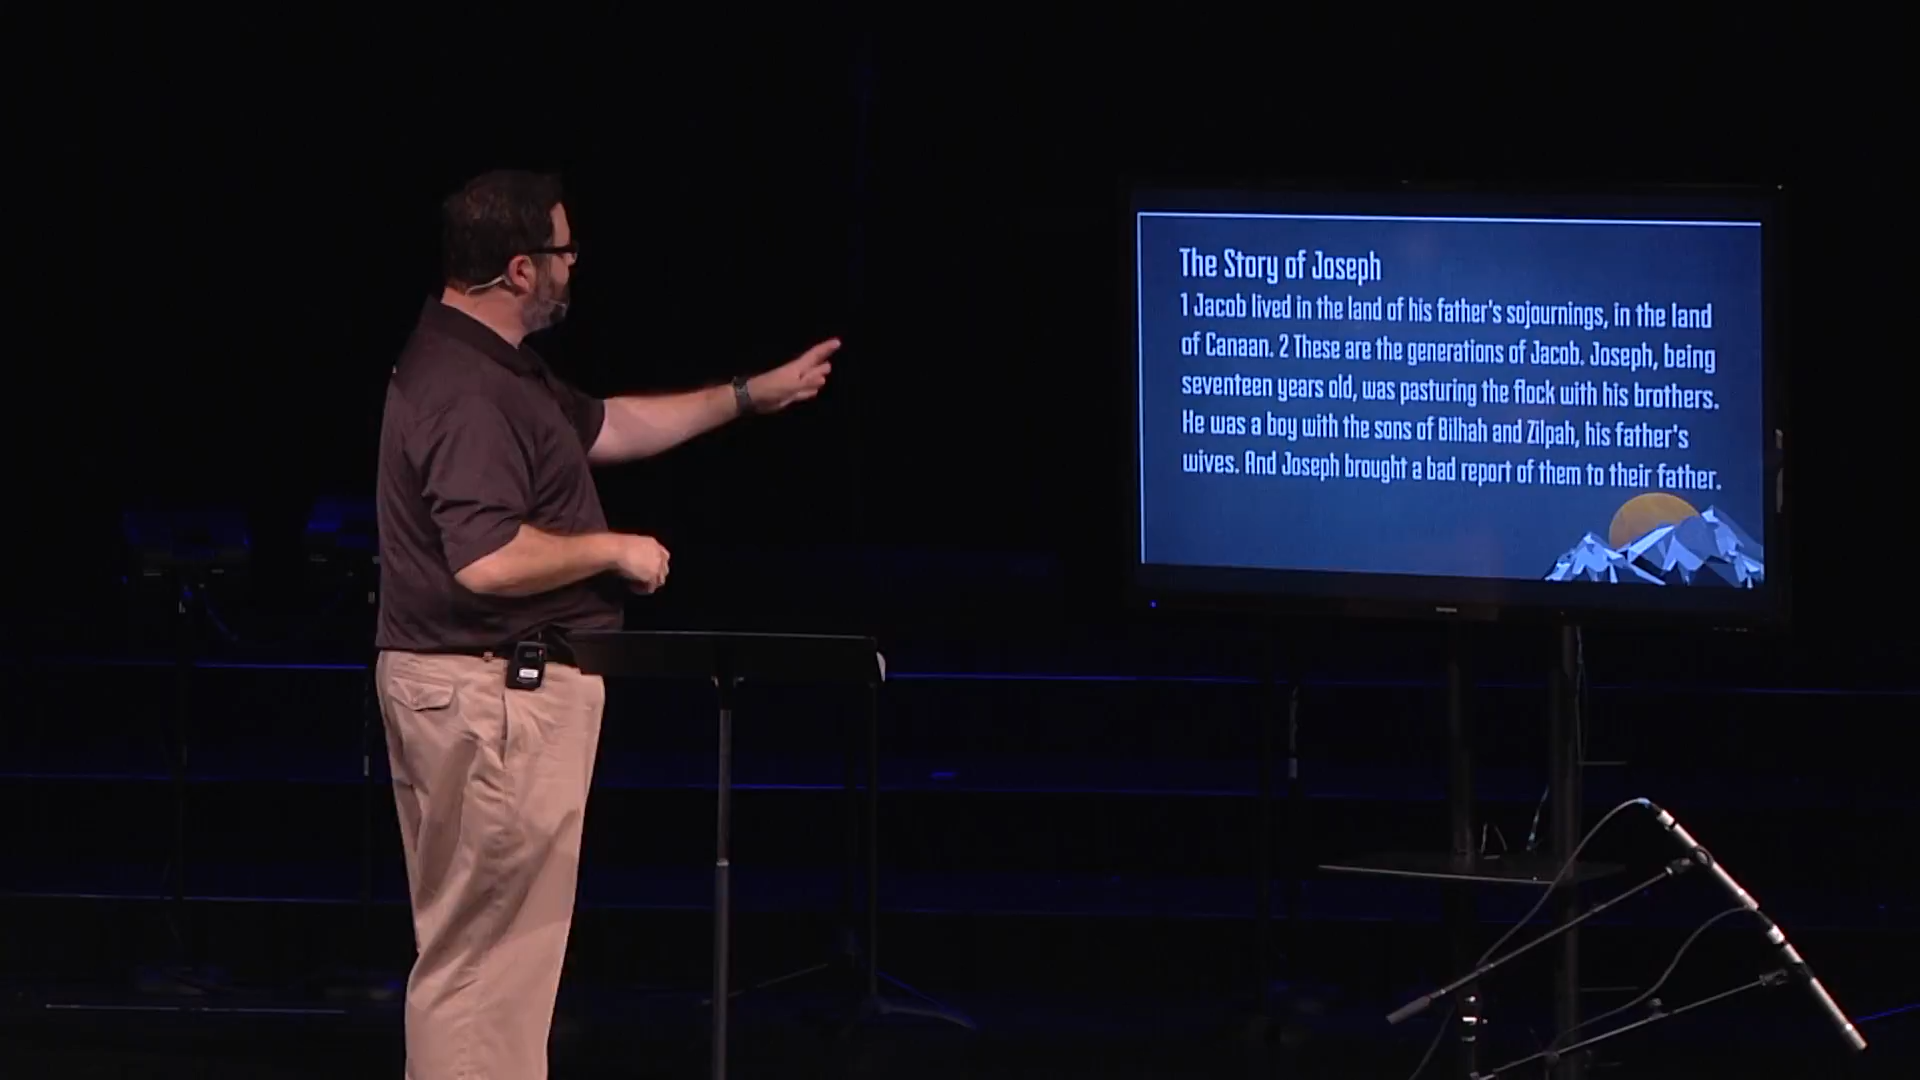 The Story of Joseph
1 Jacob lived in the land of his father's sojournings, in the land
of Canaan. 2 These are the generations of Jacob. Joseph, being
seventeen years old, was pasturing the flock with his brothers.
He was a boy with the sons of Bilhah and Zilpah, his father's
wives. And Joseph brought a bad report of them to their father.